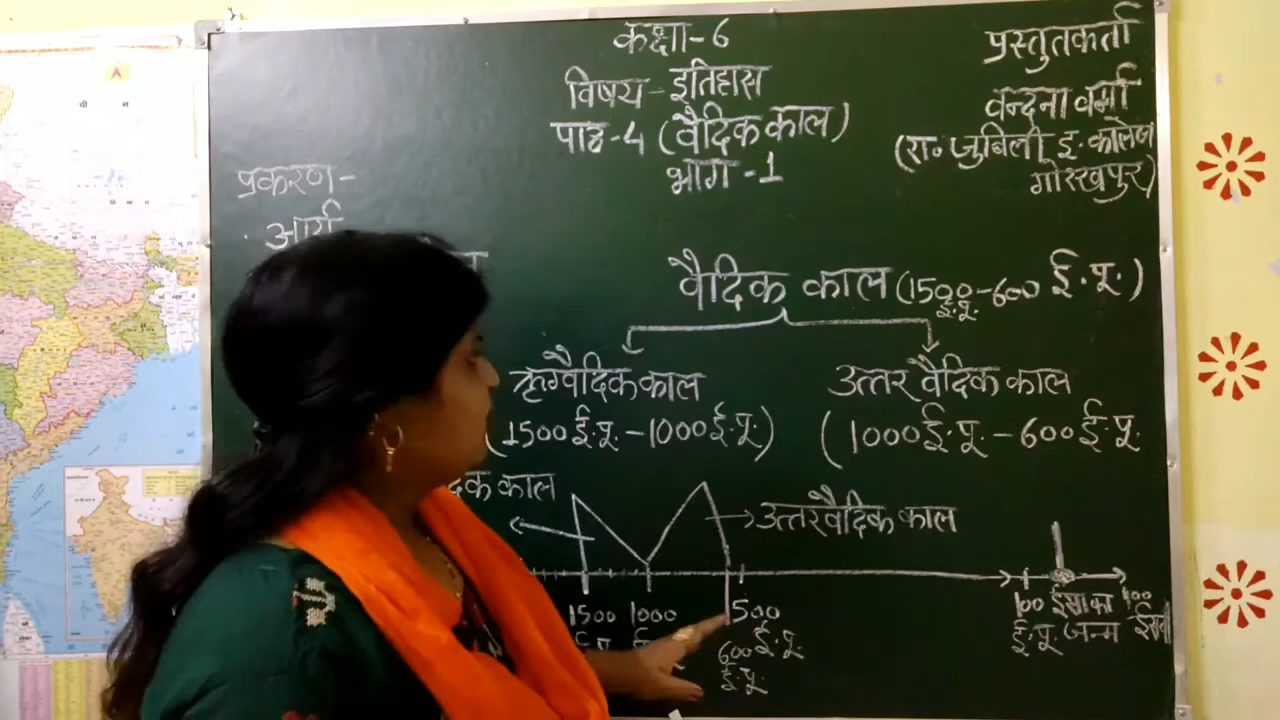 कक्षा-6
विषय-इतिहास
पाठ-4 (वैदिक काल)
भाग-1
प्रस्तुतकर्ता
वन्दना वर्मा
(रा॰ जुबिली इ॰ कालेज
गोरखपुर)
प्रकरण-
आर्य
वैदिक काल (1500 ई.पू.-600 ई.पू.)
ऋग्वैदिक काल
(1500 ई.पू.-1000 ई.पू.)
उत्तर वैदिक काल
(1000 ई.पू.-600 ई.पू.
दिक काल
उत्तरवैदिक काल
1500 1000
500 ई.पू.
600 ई.पू.
100 ई.पू.
ईसा का जन्म
100 ईसवी